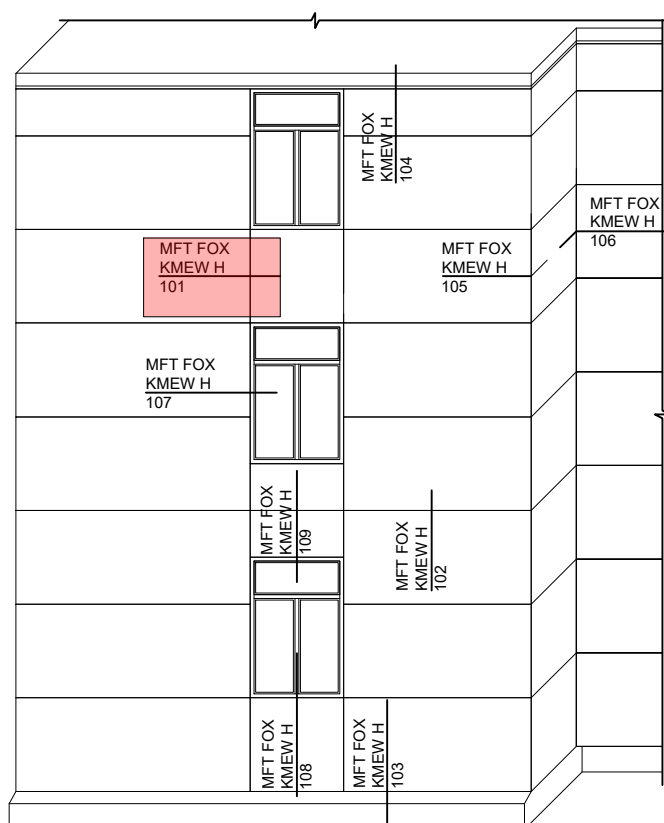 MFT FOX
KMEW H
104
MFT FOX
KMEW H
106
MFT FOX
KMEW H
101
MFT FOX
KMEW H
105
MFT FOX
KMEW H
107
MFT FOX
KMEW H
109
MFT FOX
KMEW H
102
MFT FOX
KMEW H
108
MFT FOX
KMEW H
103